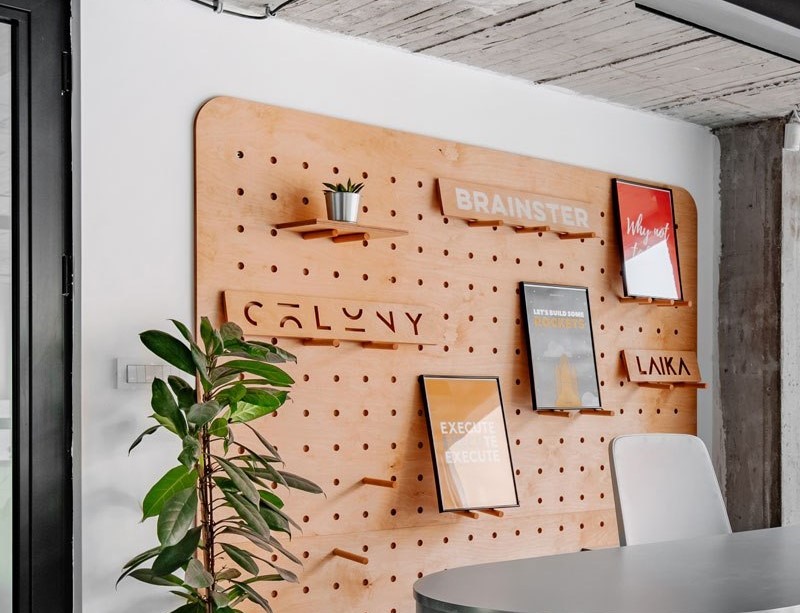 BRAINSTER
Why not
COLONY
LET'S BUILD SOME
ROCKETS
LAIKA
EXECUTE
EXECUTE